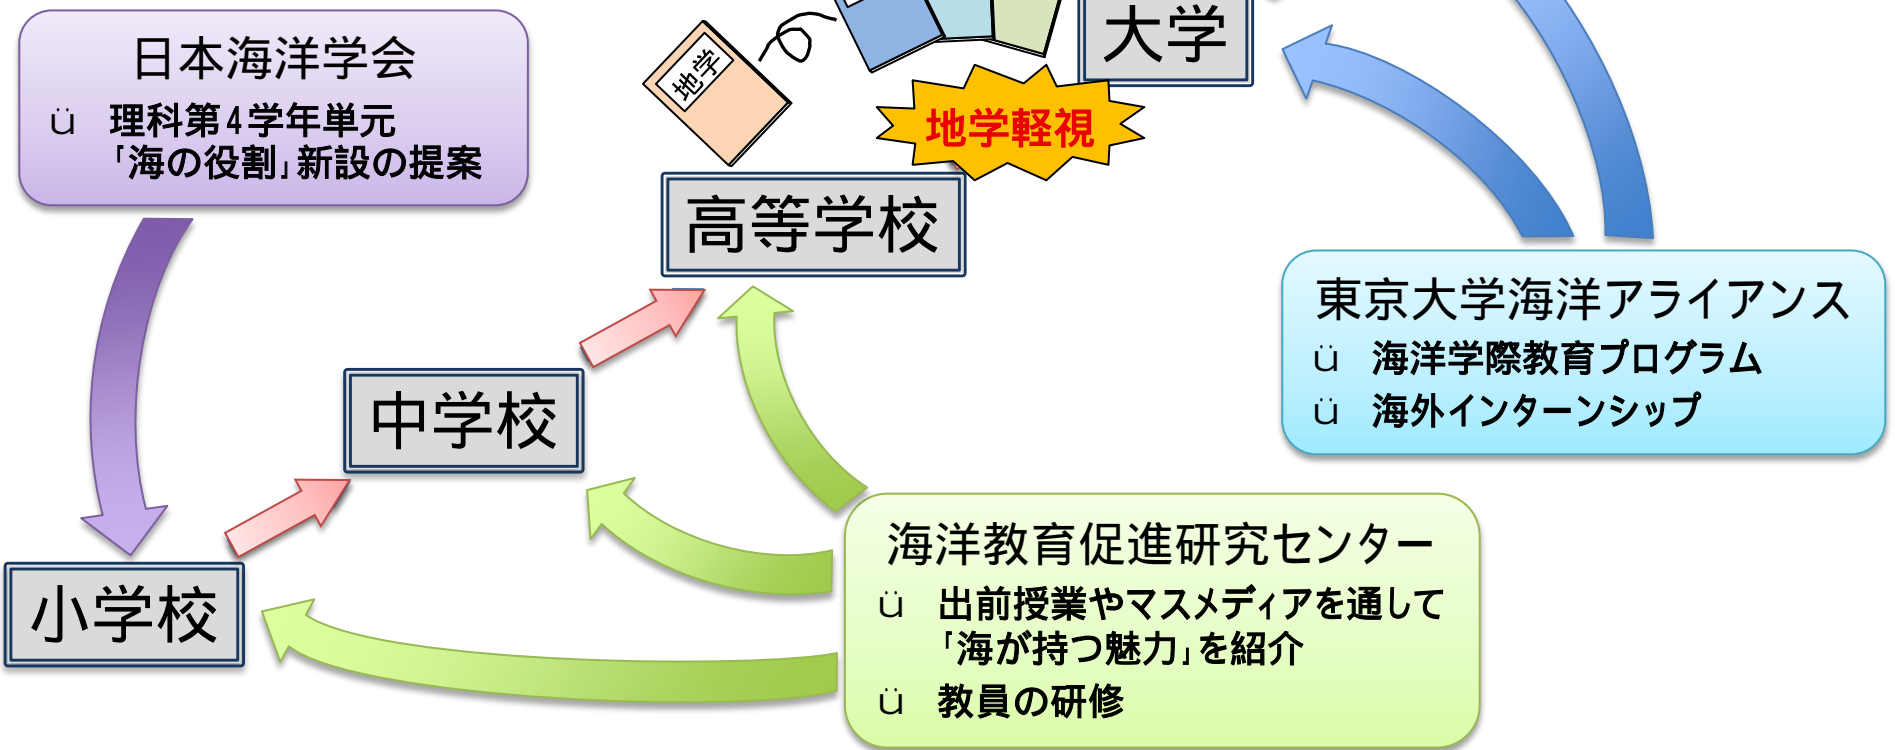 日本海洋学会
ü 理科第4学年単元
「海の役割」新設の提案
地学
大学
地学軽視
高等学校
東京大学海洋アライアンス
ü 海洋学際教育プログラム
ü 海外インターンシップ
中学校
海洋教育促進研究センター
ü 出前授業やマスメディアを通して
「海が持つ魅力」を紹介
ü 教員の研修
小学校